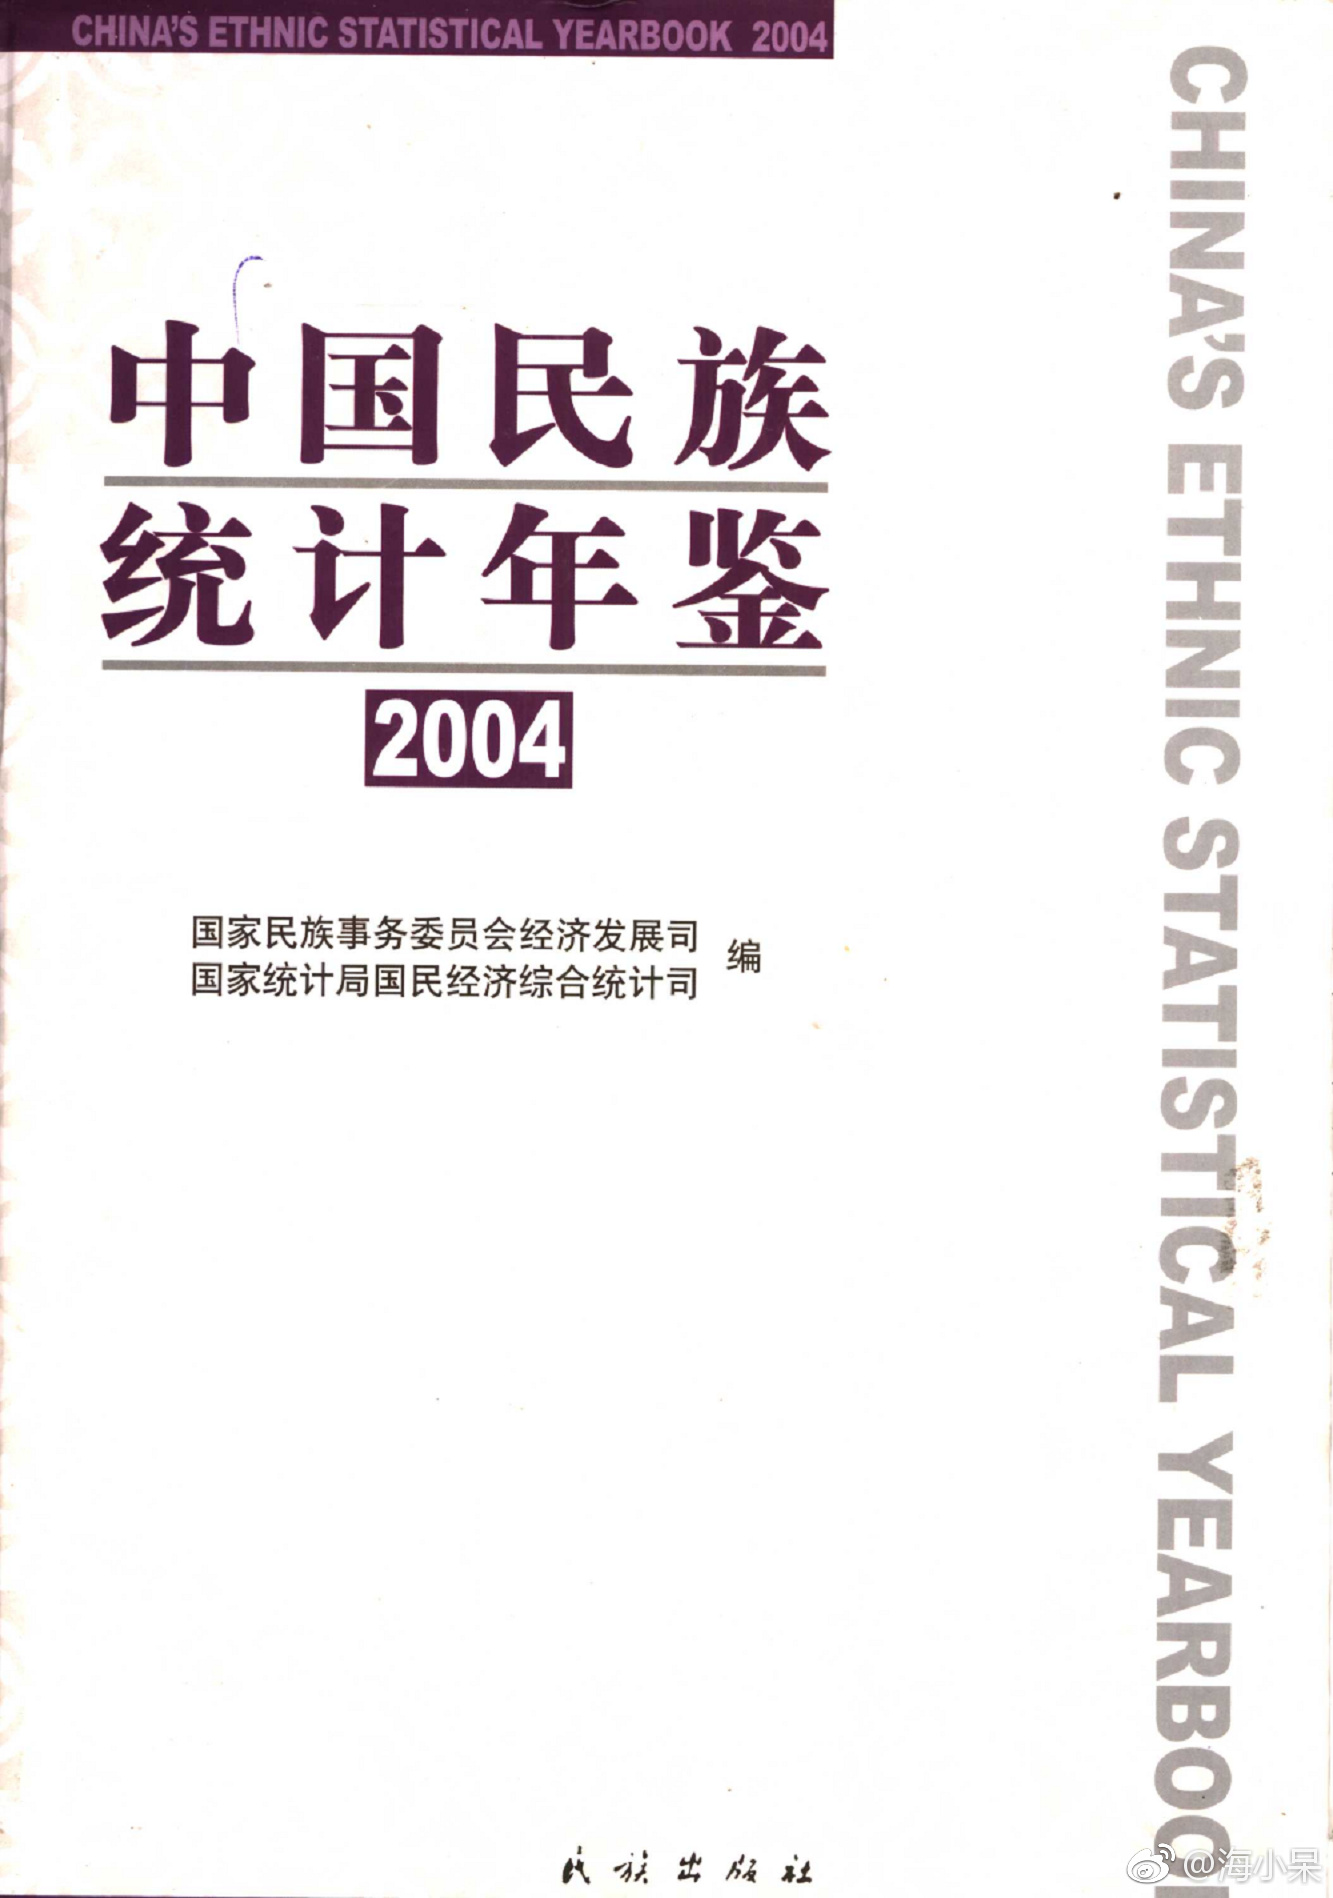 CHINA'S ETHNIC STATISTICAL YEARBOOK 2004
中国民族
统计年鉴
2004
国家民族事务委员会经济发展司
国家统计局国民经济综合统计司
编
CHINA'S ETHNIC STATISTICAL YEARBOO
民族出版社
@海小呆